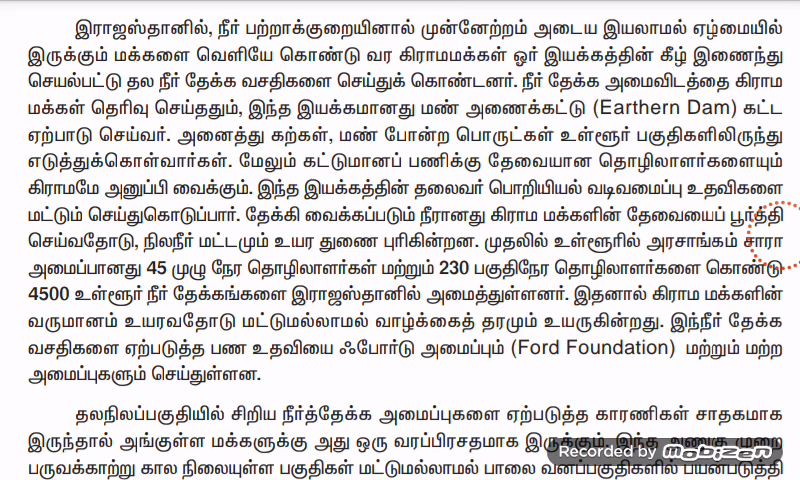 இராஜஸ்தானில், நீர் பற்றாக்குறையினால் முன்னேற்றம் அடைய இயலாமல் ஏழ்மையில்
இருக்கும் மக்களை வெளியே கொண்டு வர கிராமமக்கள் ஓர் இயக்கத்தின் கீழ் இணைந்து
செயல்பட்டு தல நீர் தேக்க வசதிகளை செய்துக் கொண்டனர். நீர் தேக்க அமைவிடத்தை கிராம
மக்கள் தெரிவு செய்ததும், இந்த இயக்கமானது மண் அணைக்கட்டு (Earthern Dam) கட்ட
ஏற்பாடு செய்வர். அனைத்து கற்கள், மண் போன்ற பொருட்கள் உள்ளூர் பகுதிகளிலிருந்து
எடுத்துக்கொள்வார்கள். மேலும் கட்டுமானப் பணிக்கு தேவையான தொழிலாளர்களையும்
கிராமமே அனுப்பி வைக்கும். இந்த இயக்கத்தின் தலைவர் பொறியியல் வடிவமைப்பு உதவிகளை
மட்டும் செய்துகொடுப்பார். தேக்கி வைக்கப்படும் நீரானது கிராம மக்களின் தேவையைப் பூர்த்தி
செய்வதோடு, நிலநீர் மட்டமும் உயர துணை புரிகின்றன. முதலில் உள்ளூரில் அரசாங்கம் சாரா
அமைப்பானது 45 முழு நேர தொழிலாளர்கள் மற்றும் 230 பகுதிநேர தொழிலாளர்களை கொண்டு
4500 உள்ளூர் நீர் தேக்கங்களை இராஜஸ்தானில் அமைத்துள்ளனர். இதனால் கிராம மக்களின்
வருமானம் உயர்வதோடு மட்டுமல்லாமல் வாழ்க்கைத் தரமும் உயருகின்றது. இந்நீர் தேக்க
வசதிகளை ஏற்படுத்த பண உதவியை ஃபோர்டு அமைப்பும் (Ford Foundation) மற்றும் மற்ற
அமைப்புகளும் செய்துள்ளன.
தலநிலப்பகுதியில் சிறிய நீர்த்தேக்க அமைப்புகளை ஏற்படுத்த காரணிகள் சாதகமாக
இருந்தால் அங்குள்ள மக்களுக்கு அது ஒரு வரப்பிரசதமாக இருக்கும். இந்த அணுகு முறை
பருவக்காற்று கால நிலையுள்ள பகுதிகள் மட்டுமல்லாமல் பாலை வனப்பகுதிகளில் பயன்படுத்தி
Recorded by mobizen